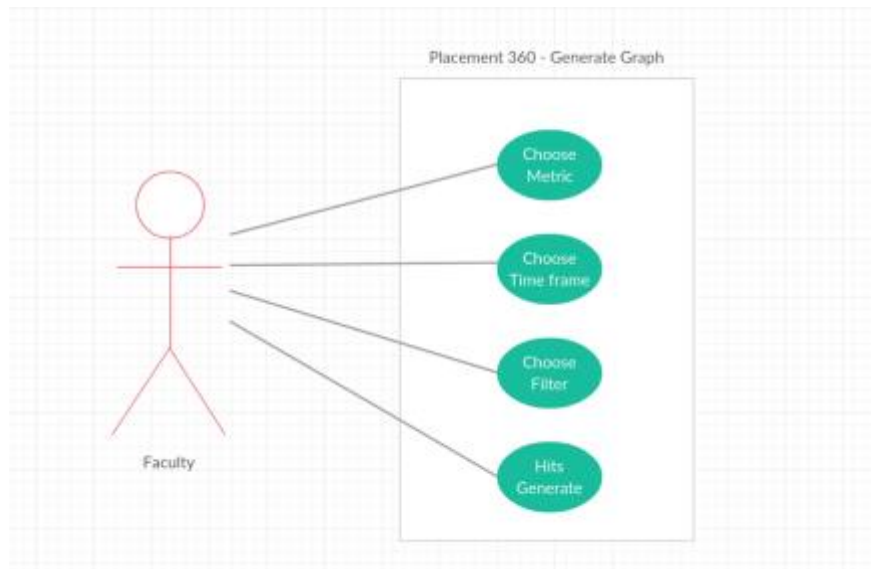 Placement 360 - Generate Graph
Choose
Metric
Choose
Time frame
Choose
Filter
Hits
Generate
Faculty